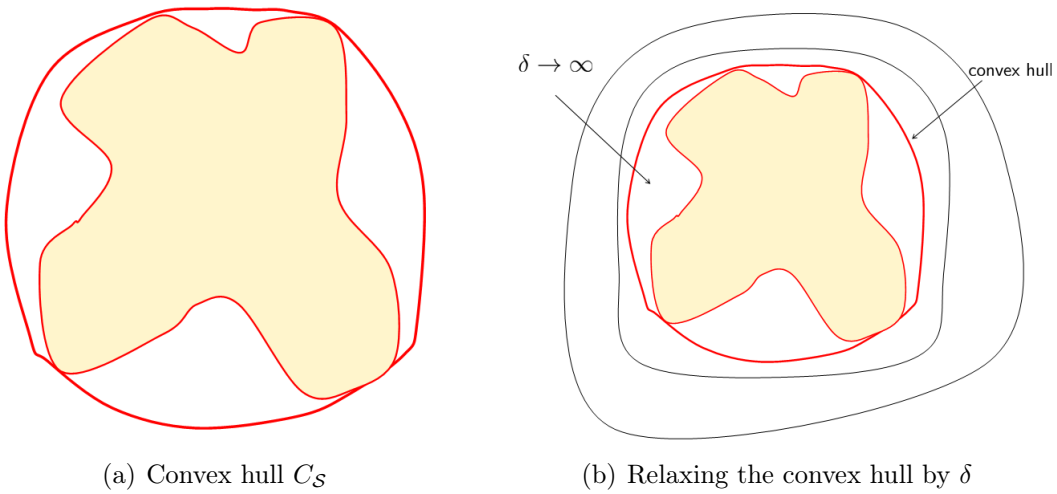 δ → ∞
convex hull
(a) Convex hull C_S
(b) Relaxing the convex hull by δ